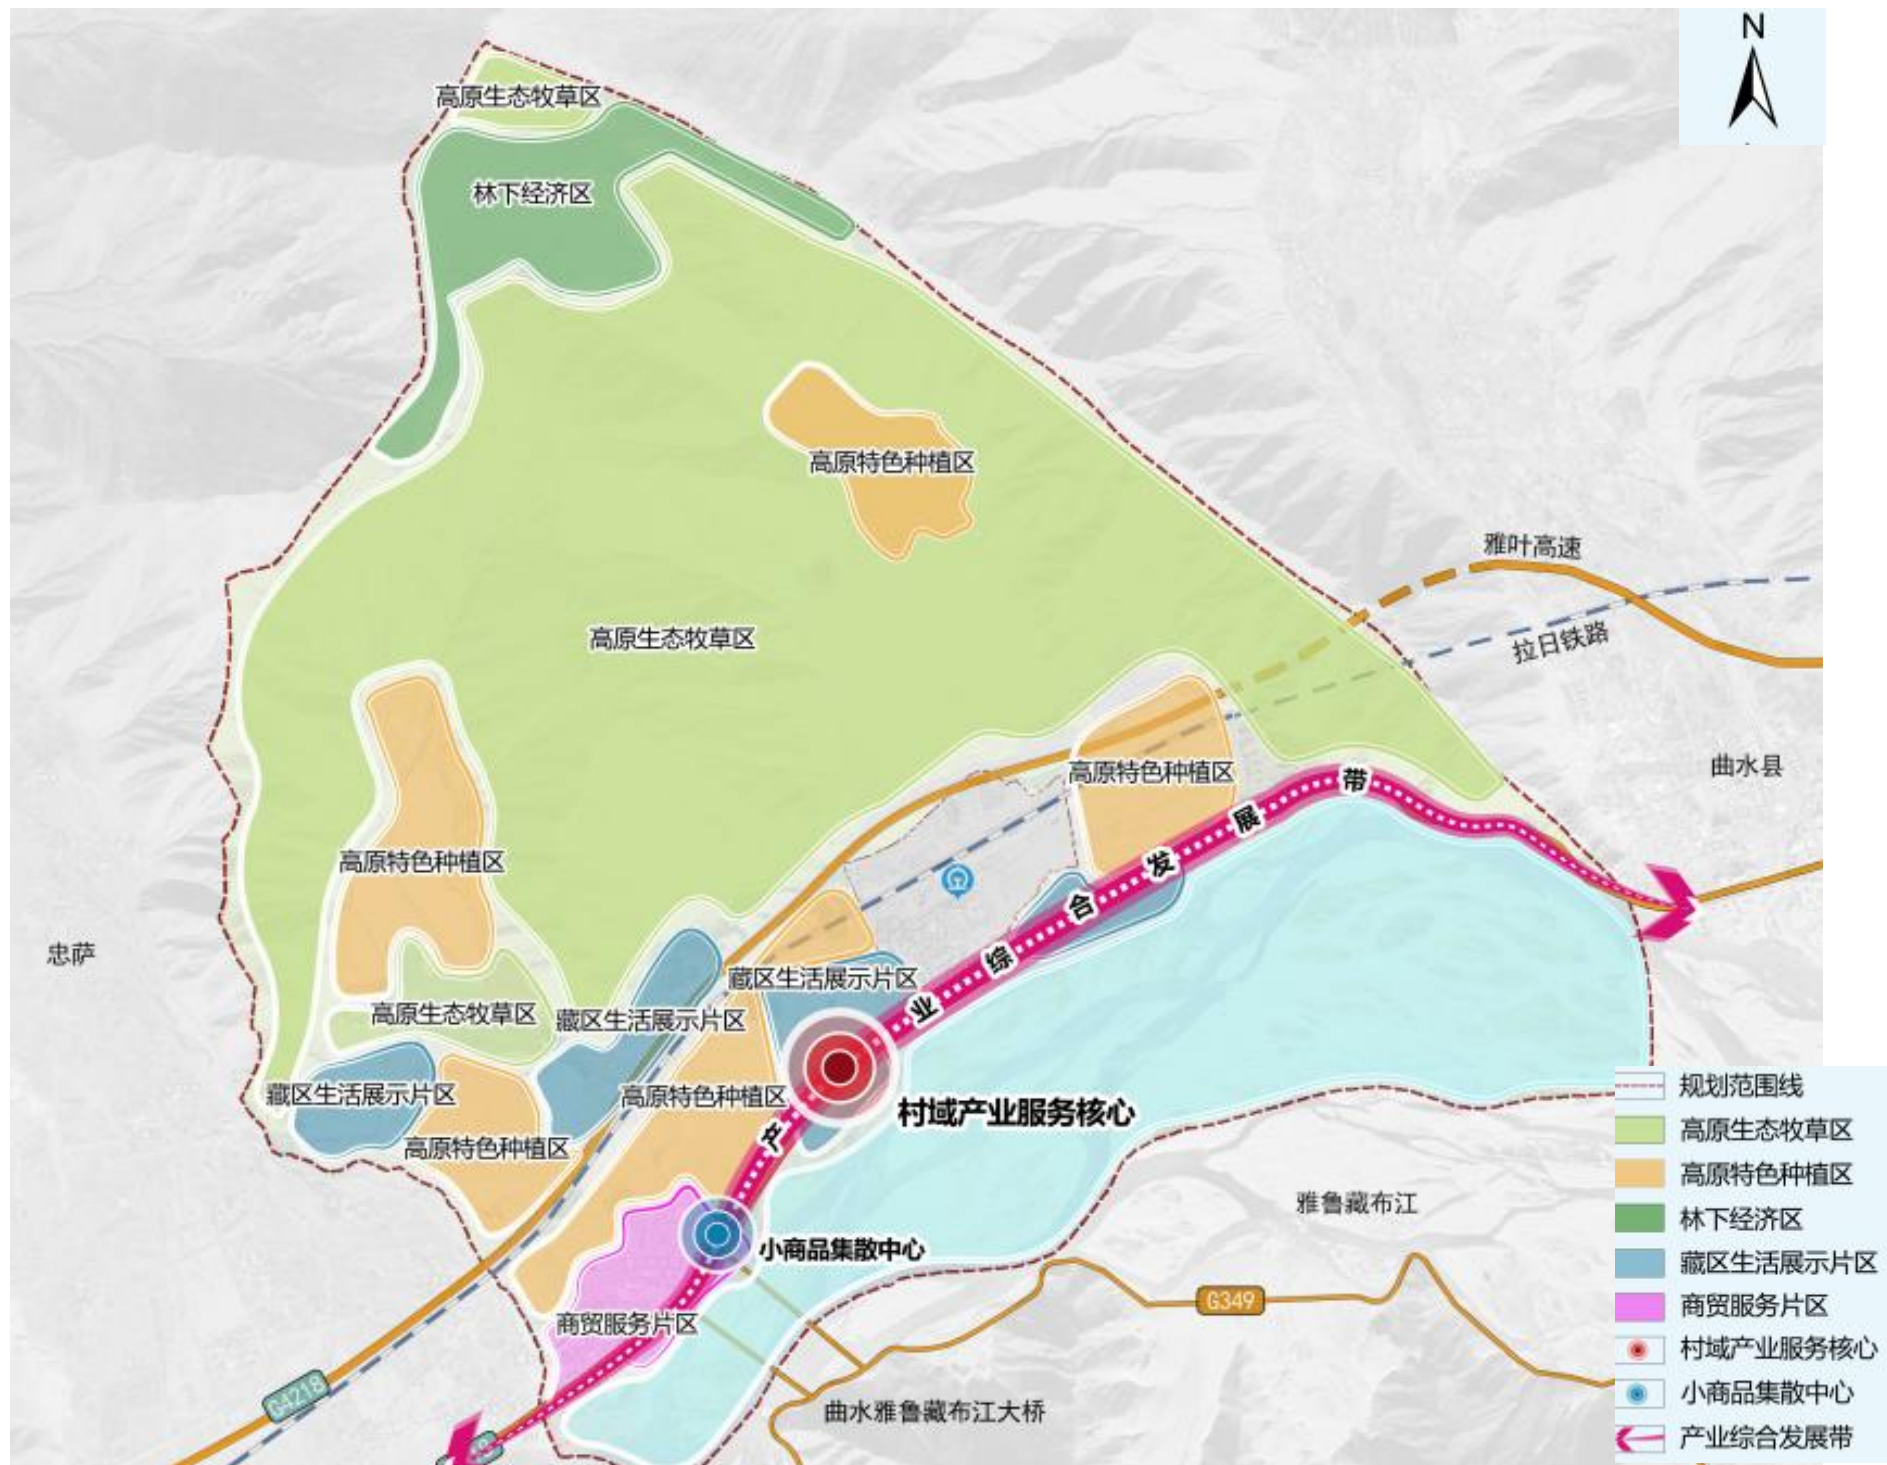 N
高原生态牧草区
林下经济区
高原特色种植区
雅叶高速
高原生态牧草区
拉日铁路
高原特色种植区
曲水县
高原特色种植区
忠萨
藏区生活展示片区
高原生态牧草区
藏区生活展示片区
藏区生活展示片区
高原特色种植区
高原特色种植区
产业综合发展带
村域产业服务核心
雅鲁藏布江
小商品集散中心
G349
商贸服务片区
G4218
曲水雅鲁藏布江大桥
规划范围线
高原生态牧草区
高原特色种植区
林下经济区
藏区生活展示片区
商贸服务片区
村域产业服务核心
小商品集散中心
产业综合发展带